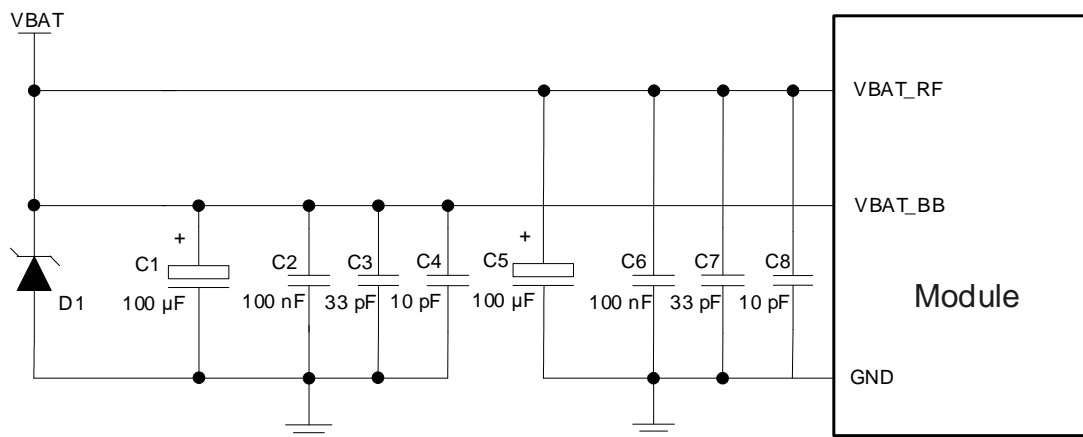 VBAT
VBAT_RF
VBAT_BB
+
+
C1
C2
C3
C4
C5
C6
C7
C8
D1
100 µF
100 nF
33 pF
10 pF
100 µF
100 nF
33 pF
10 pF
Module
GND